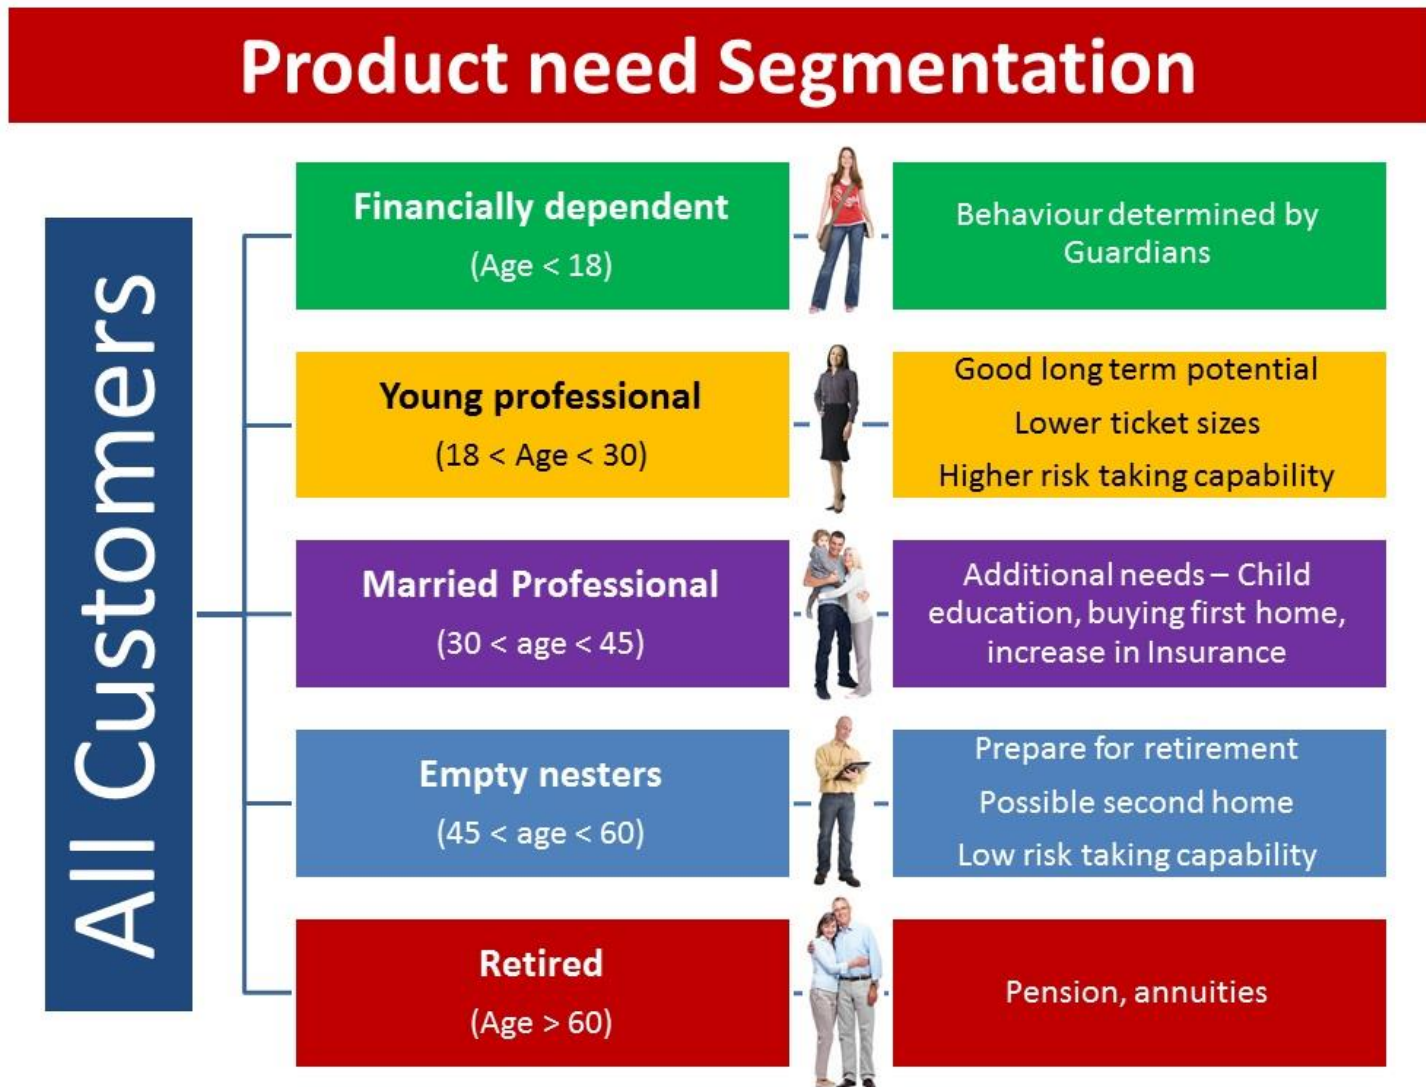 Product need Segmentation
All Customers
Financially dependent
(Age < 18)
Behaviour determined by
Guardians
Young professional
(18 < Age < 30)
Good long term potential
Lower ticket sizes
Higher risk taking capability
Married Professional
(30 < age < 45)
Additional needs – Child
education, buying first home,
increase in Insurance
Empty nesters
(45 < age < 60)
Prepare for retirement
Possible second home
Low risk taking capability
Retired
(Age > 60)
Pension, annuities